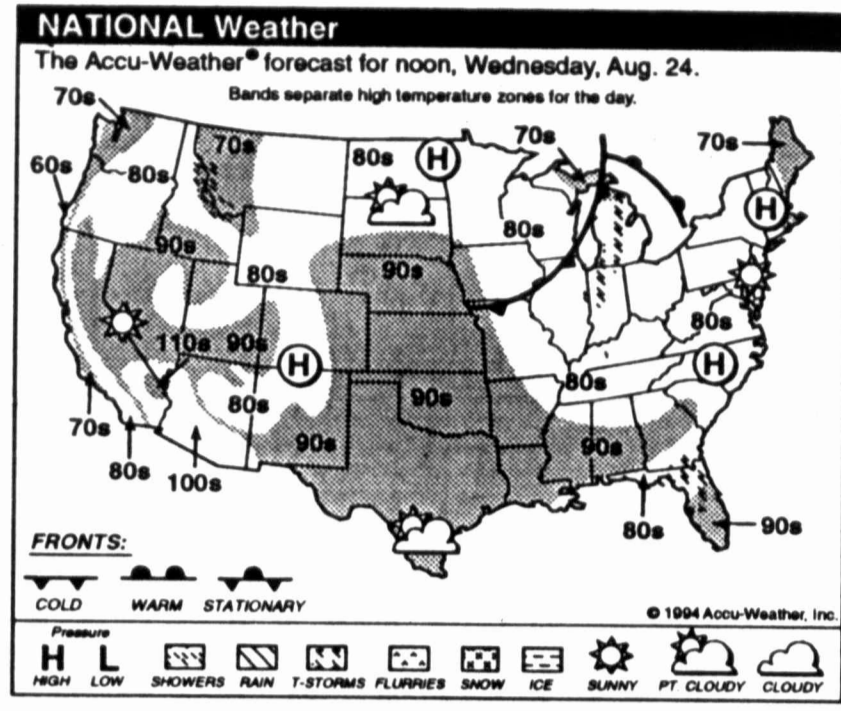 NATIONAL Weather
The Accu-Weather® forecast for noon, Wednesday, Aug. 24.
Bands separate high temperature zones for the day.
70s
70s
80s
H
70s
70s
60s
80s
H
80s
90s
80s
90s
80s
110s
90s
H
H
80s
80s
90s
70s
90s
90s
80s
100s
80s
90s
FRONTS:
COLD WARM STATIONARY
© 1994 Accu-Weather, Inc.
Pressure
H L
HIGH LOW SHOWERS RAIN T-STORMS FLURRIES SNOW ICE SUNNY PT. CLOUDY CLOUDY